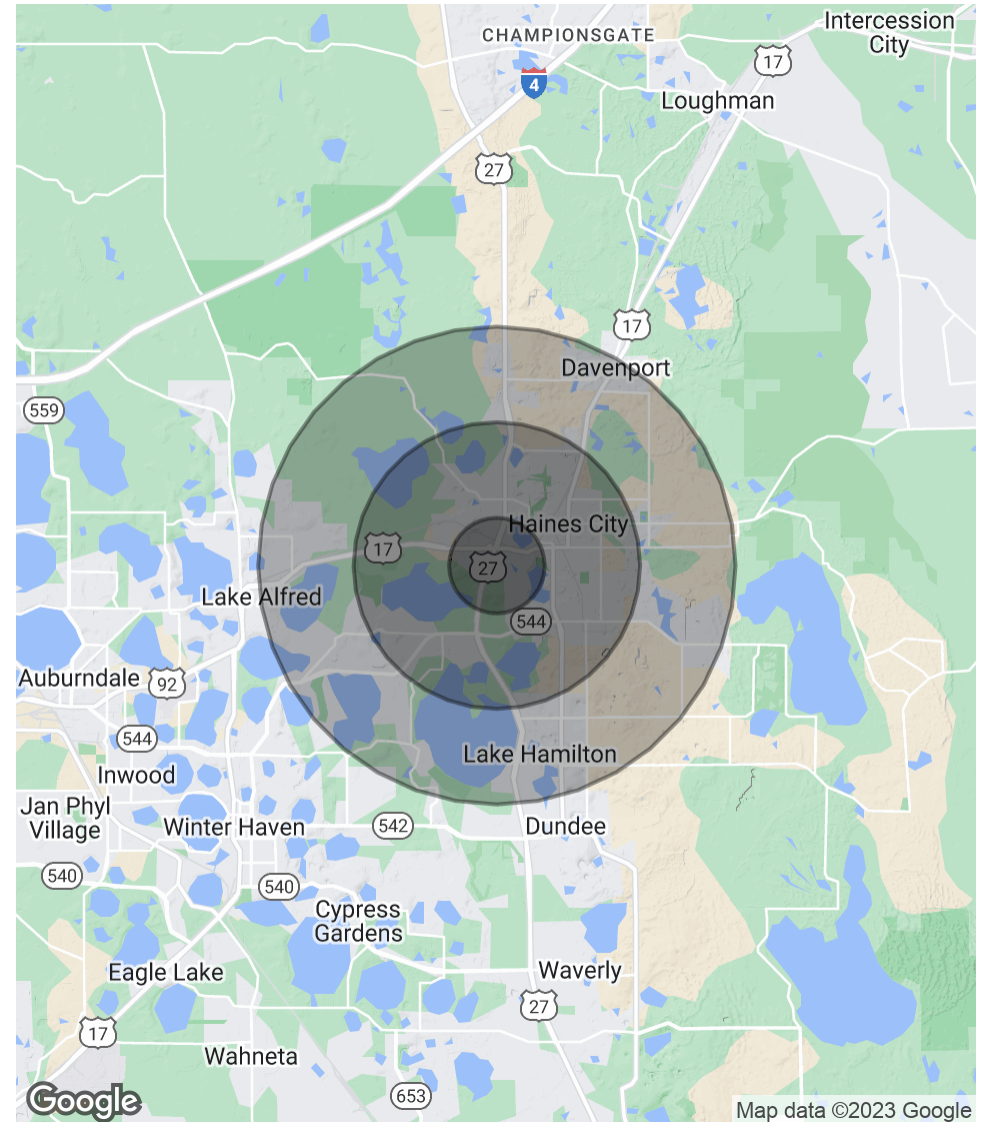 Intercession
City
CHAMPIONSGATE
17
4
Loughman
27
17
Davenport
559
Haines City
17
27
Lake Alfred
544
Auburndale
92
544
Lake Hamilton
Inwood
Jan Phyl
Village
Winter Haven
542
Dundee
540
540
Cypress
Gardens
Eagle Lake
Waverly
27
17
Wahneta
653
Google
Map data ©2023 Google